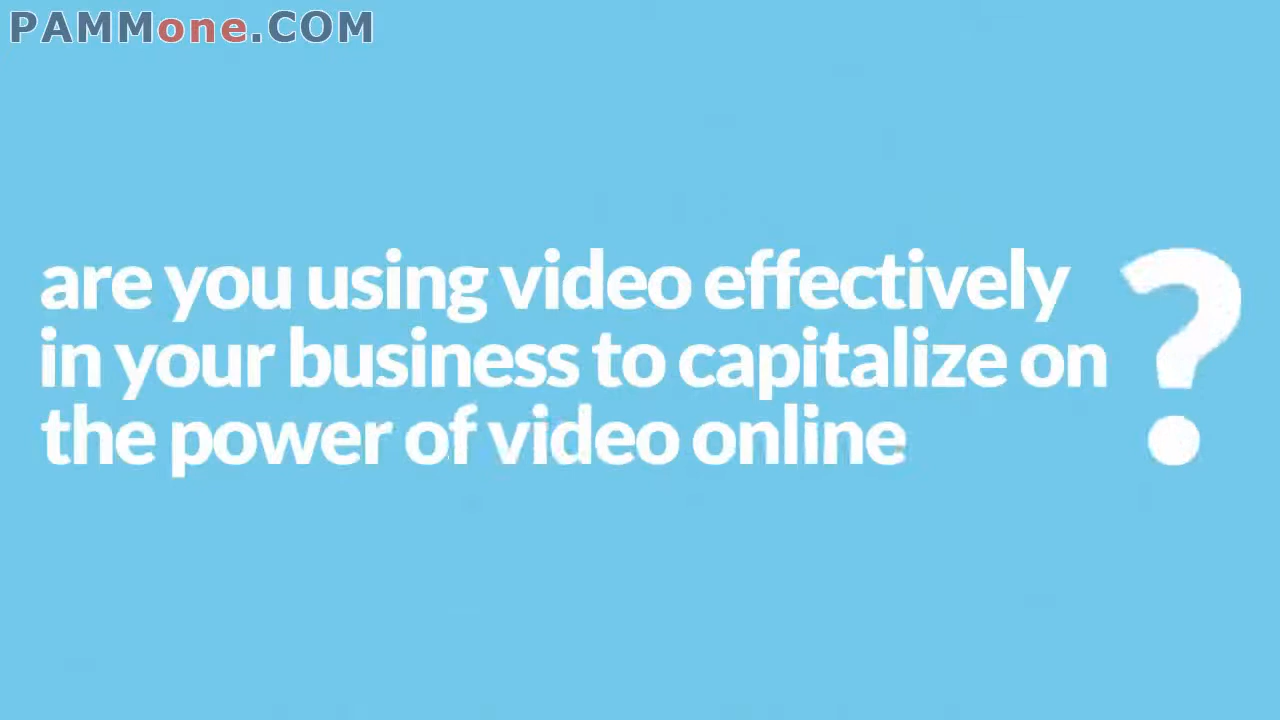 PAMMone.COM
are you using video effectively
in your business to capitalize on
the power of video online ?